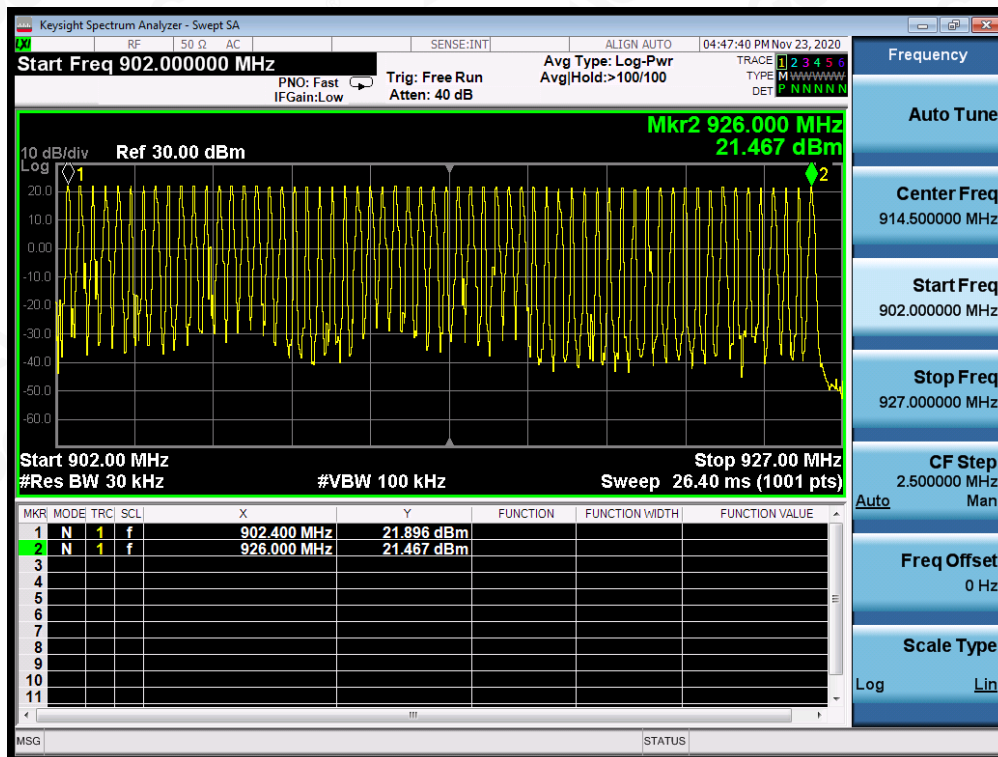 Keysight Spectrum Analyzer - Swept SA
LXI RF 50 Ω AC SENSE:INT ALIGN AUTO 04:47:40 PM Nov 23, 2020
Start Freq 902.000000 MHz
PNO: Fast
IFGain:Low
Trig: Free Run
Atten: 40 dB
Avg Type: Log-Pwr
Avg|Hold:>100/100
TRACE 1 2 3 4 5 6
TYPE M WWWWW
DET P N N N N N
Mkr2 926.000 MHz
21.467 dBm
10 dB/div Ref 30.00 dBm
Log
1
2
20.0
10.0
0.00
-10.0
-20.0
-30.0
-40.0
-50.0
-60.0
Start 902.00 MHz Stop 927.00 MHz
#Res BW 30 kHz #VBW 100 kHz Sweep 26.40 ms (1001 pts)
MKR MODE TRC SCL X Y FUNCTION FUNCTION WIDTH FUNCTION VALUE
1 N 1 f 902.400 MHz 21.896 dBm
2 N 1 f 926.000 MHz 21.467 dBm
3
4
5
6
7
8
9
10
11
MSG STATUS
Frequency
Auto Tune
Center Freq
914.500000 MHz
Start Freq
902.000000 MHz
Stop Freq
927.000000 MHz
CF Step
2.500000 MHz
Auto Man
Freq Offset
0 Hz
Scale Type
Log Lin